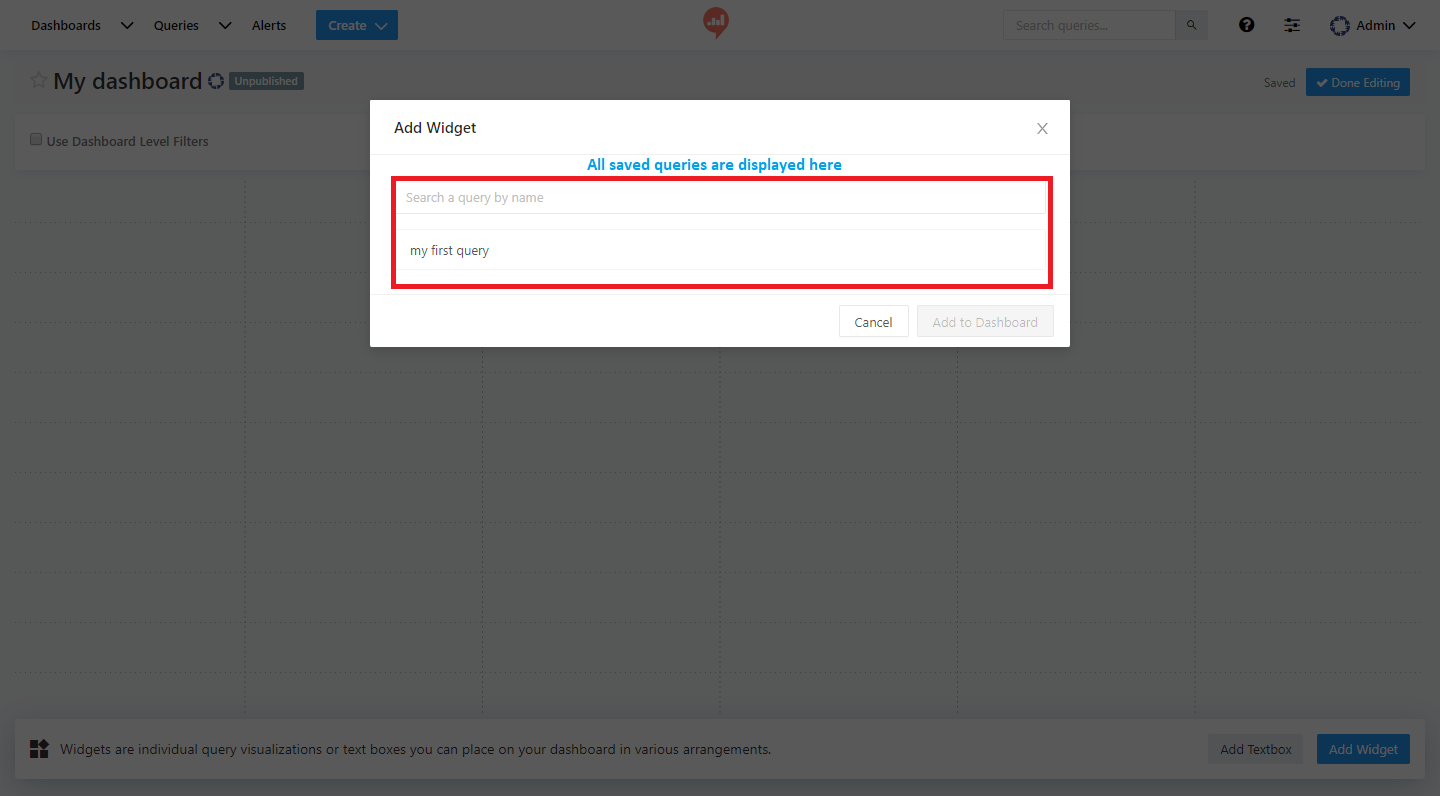 Dashboards Queries Alerts Create Search queries... Admin
My dashboard Unpublished Saved Done Editing
Use Dashboard Level Filters
Add Widget
All saved queries are displayed here
Search a query by name
my first query
Cancel Add to Dashboard
Widgets are individual query visualizations or text boxes you can place on your dashboard in various arrangements. Add Textbox Add Widget